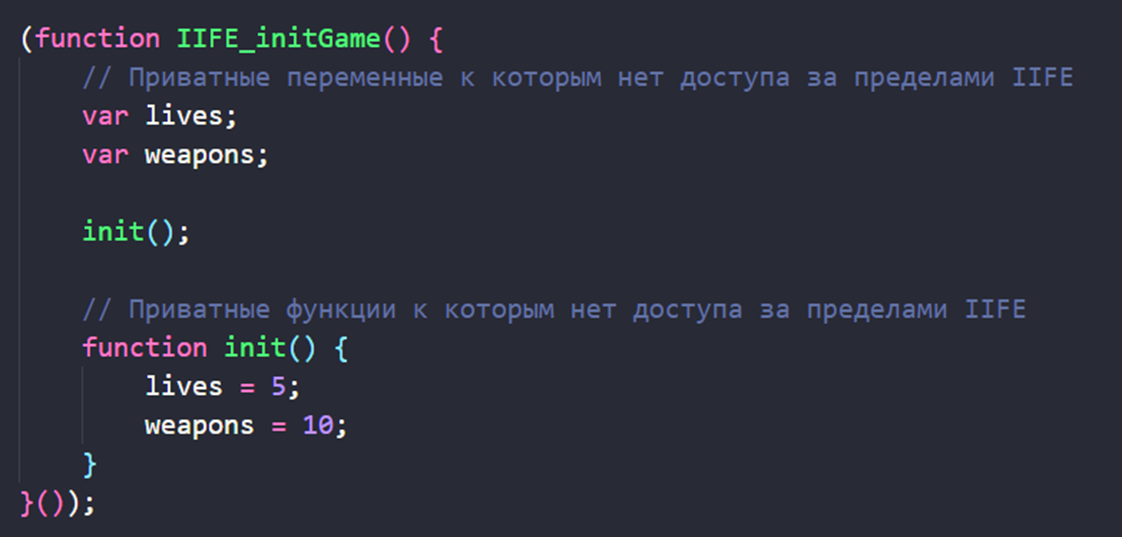 (function IIFE_initGame() {
    // Приватные переменные к которым нет доступа за пределами IIFE
    var lives;
    var weapons;

    init();

    // Приватные функции к которым нет доступа за пределами IIFE
    function init() {
        lives = 5;
        weapons = 10;
    }
}());